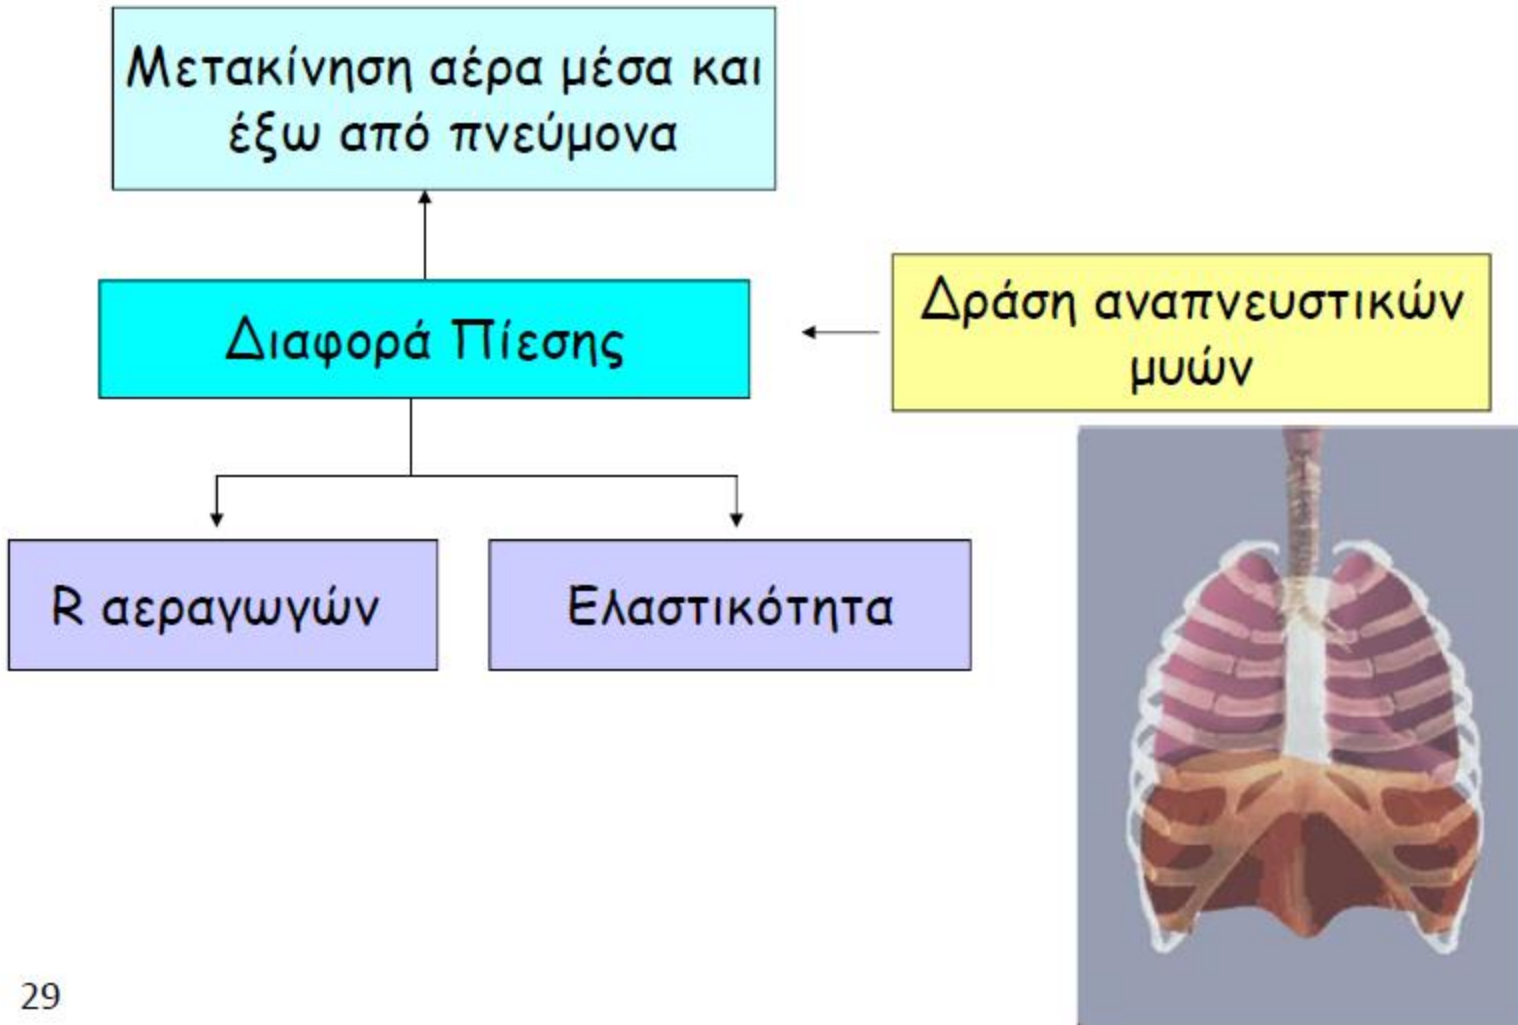 Μετακίνηση αέρα μέσα και
έξω από πνεύμονα
Διαφορά Πίεσης
Δράση αναπνευστικών
μυών
R αεραγωγών
Ελαστικότητα
29